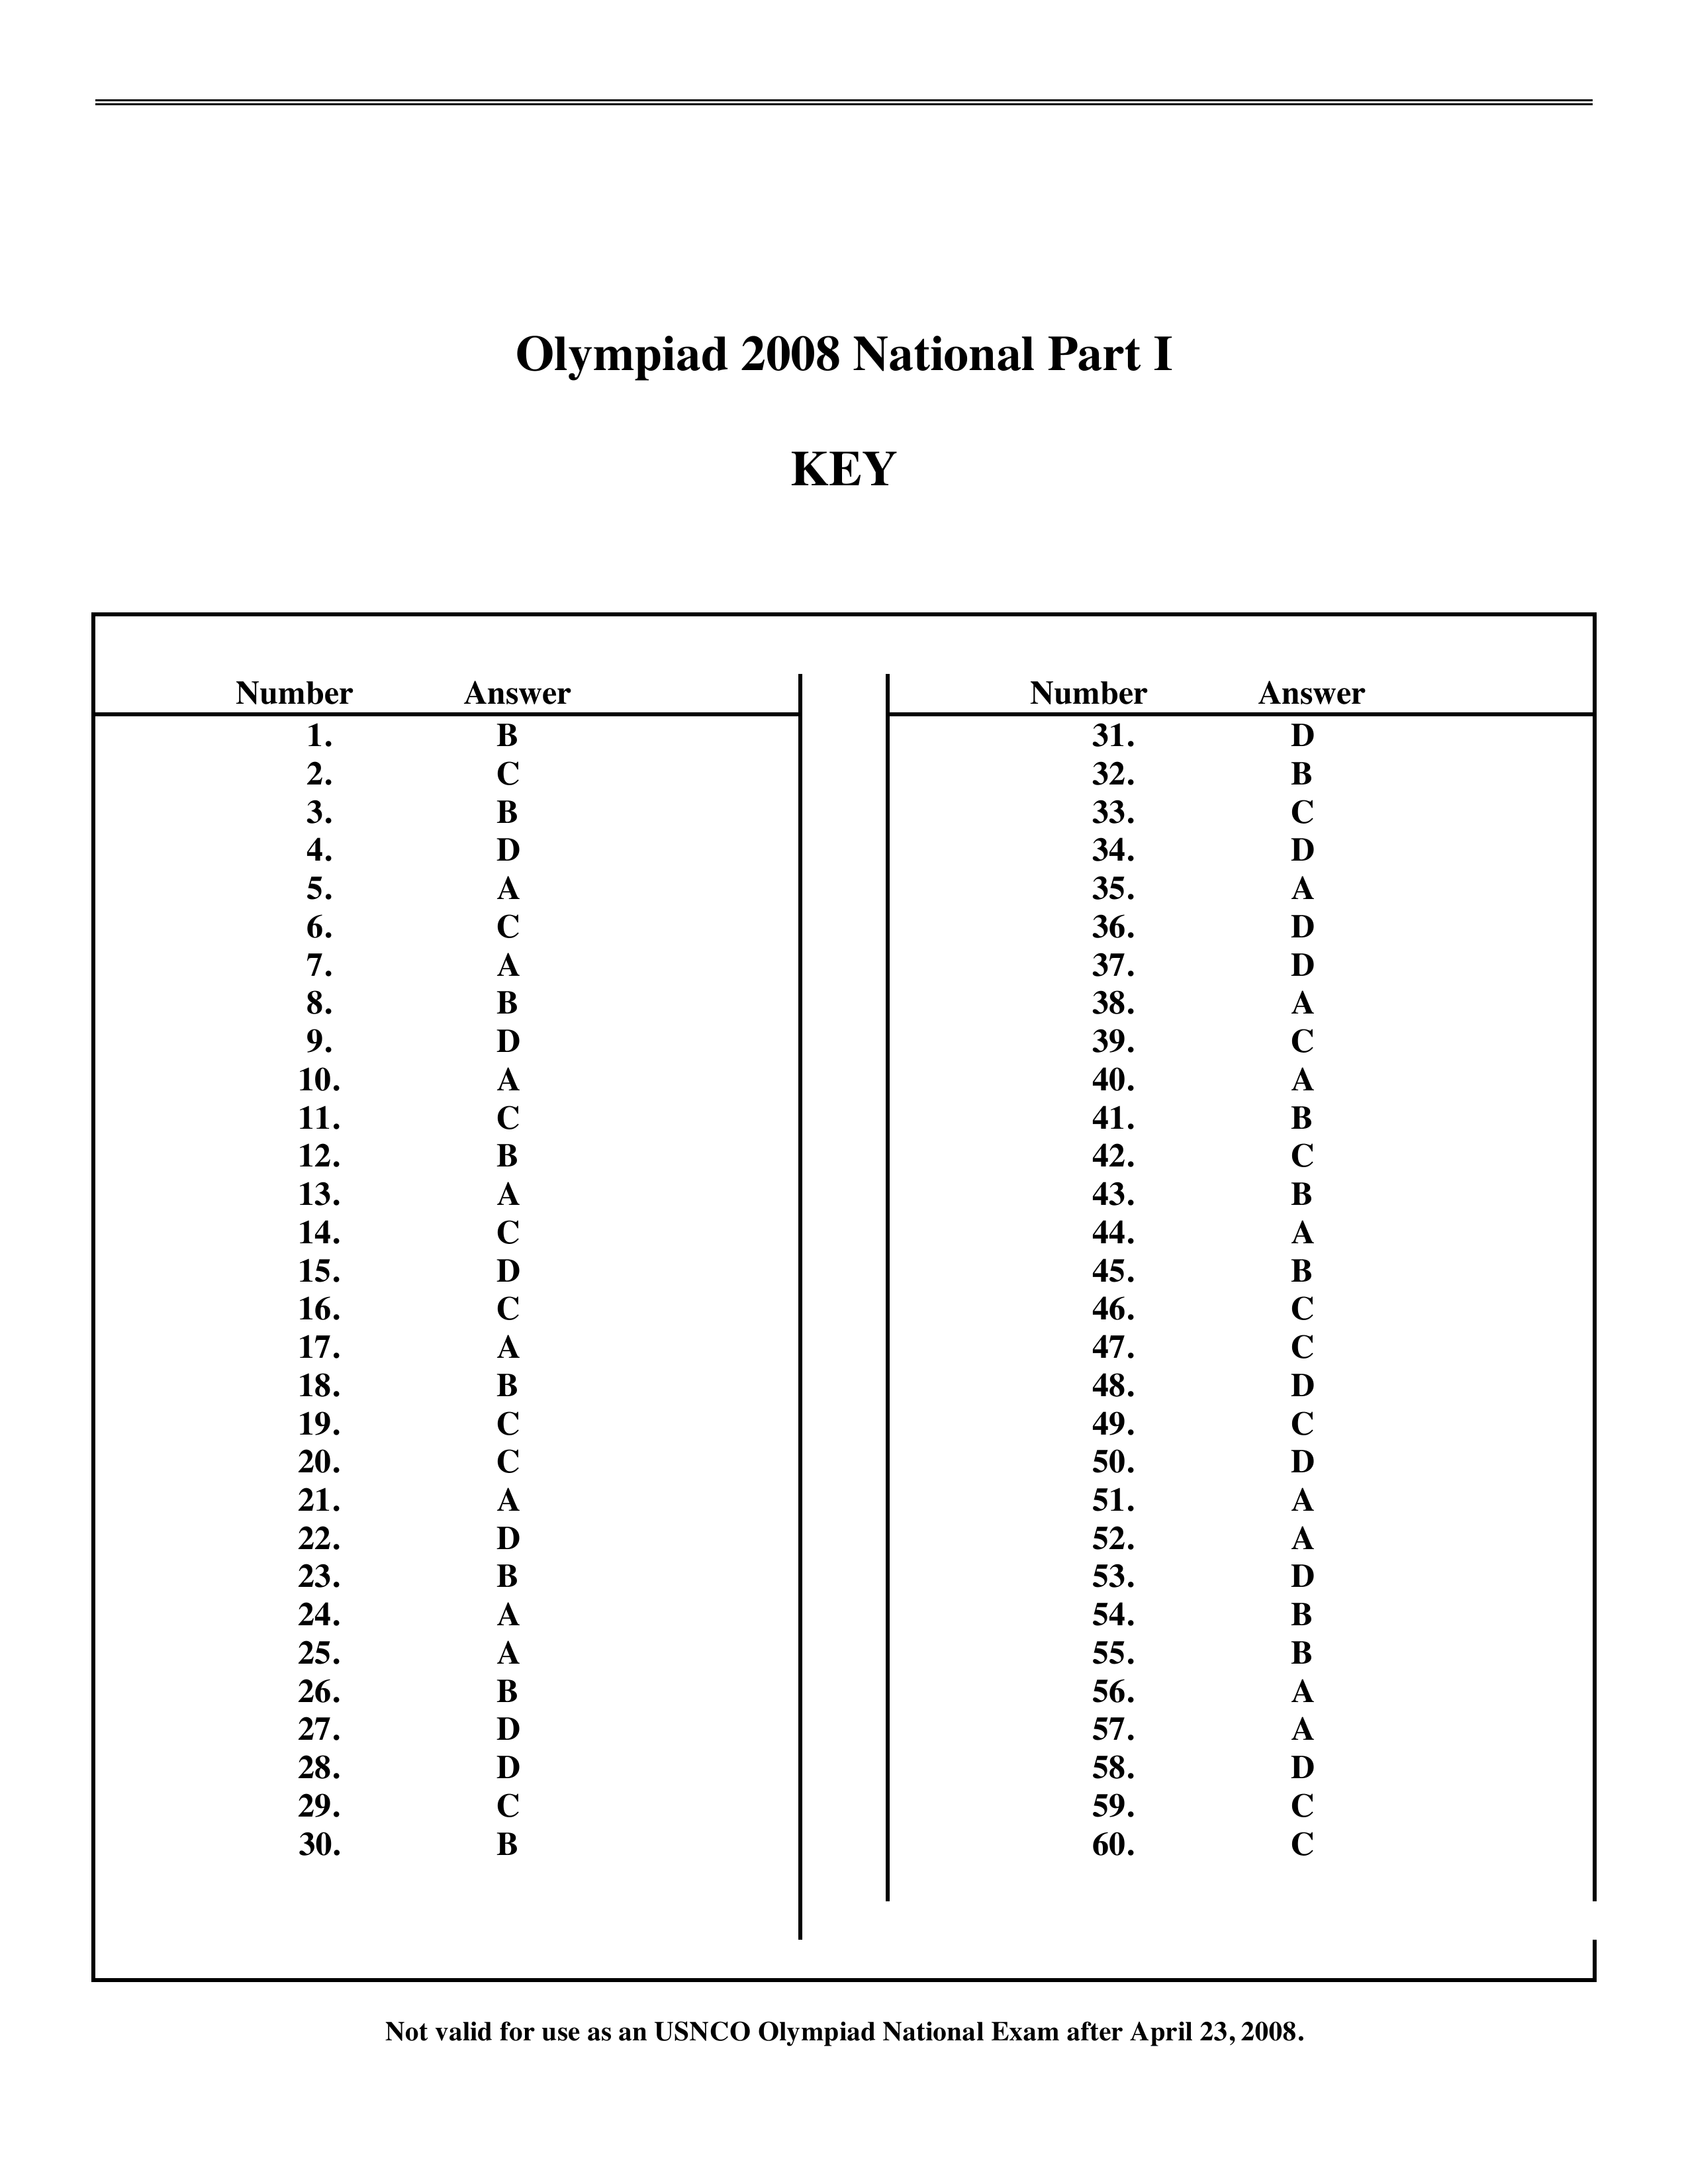 Olympiad 2008 National Part I
KEY
Number Answer
1. B
2. C
3. B
4. D
5. A
6. C
7. A
8. B
9. D
10. A
11. C
12. B
13. A
14. C
15. D
16. C
17. A
18. B
19. C
20. C
21. A
22. D
23. B
24. A
25. A
26. B
27. D
28. D
29. C
30. B
Number Answer
31. D
32. B
33. C
34. D
35. A
36. D
37. D
38. A
39. C
40. A
41. B
42. C
43. B
44. A
45. B
46. C
47. C
48. D
49. C
50. D
51. A
52. A
53. D
54. B
55. B
56. A
57. A
58. D
59. C
60. C
Not valid for use as an USNCO Olympiad National Exam after April 23, 2008.